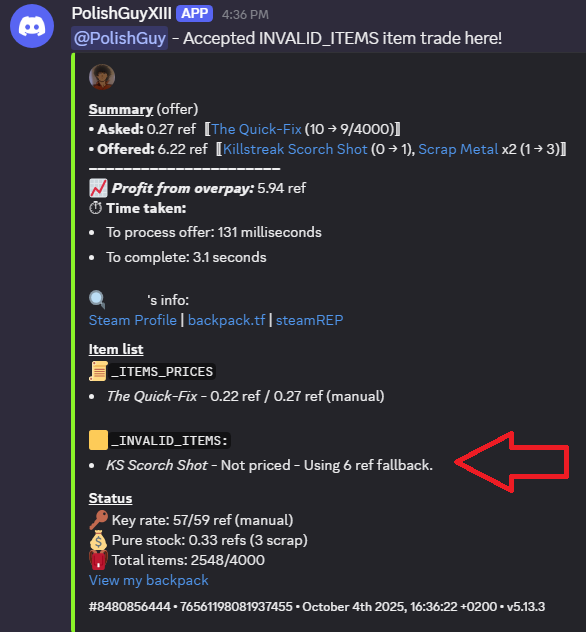 PolishGuyXIII APP 4:36 PM
@PolishGuy - Accepted INVALID_ITEMS item trade here!
Summary (offer)
• Asked: 0.27 ref 〚The Quick-Fix (10 → 9/4000)〛
• Offered: 6.22 ref 〚Killstreak Scorch Shot (0 → 1), Scrap Metal x2 (1 → 3)〛
––––––––––––––––––––––
Profit from overpay: 5.94 ref
Time taken:
• To process offer: 131 milliseconds
• To complete: 3.1 seconds
's info:
Steam Profile | backpack.tf | steamREP
Item list
_ITEMS_PRICES
• The Quick-Fix - 0.22 ref / 0.27 ref (manual)
_INVALID_ITEMS:
• KS Scorch Shot - Not priced - Using 6 ref fallback.
Status
Key rate: 57/59 refs (manual)
Pure stock: 0.33 refs (3 scrap)
Total items: 2548/4000
View my backpack
#8480856444 • 76561198081937455 • October 4th 2025, 16:36:22 +0200 • v5.13.3